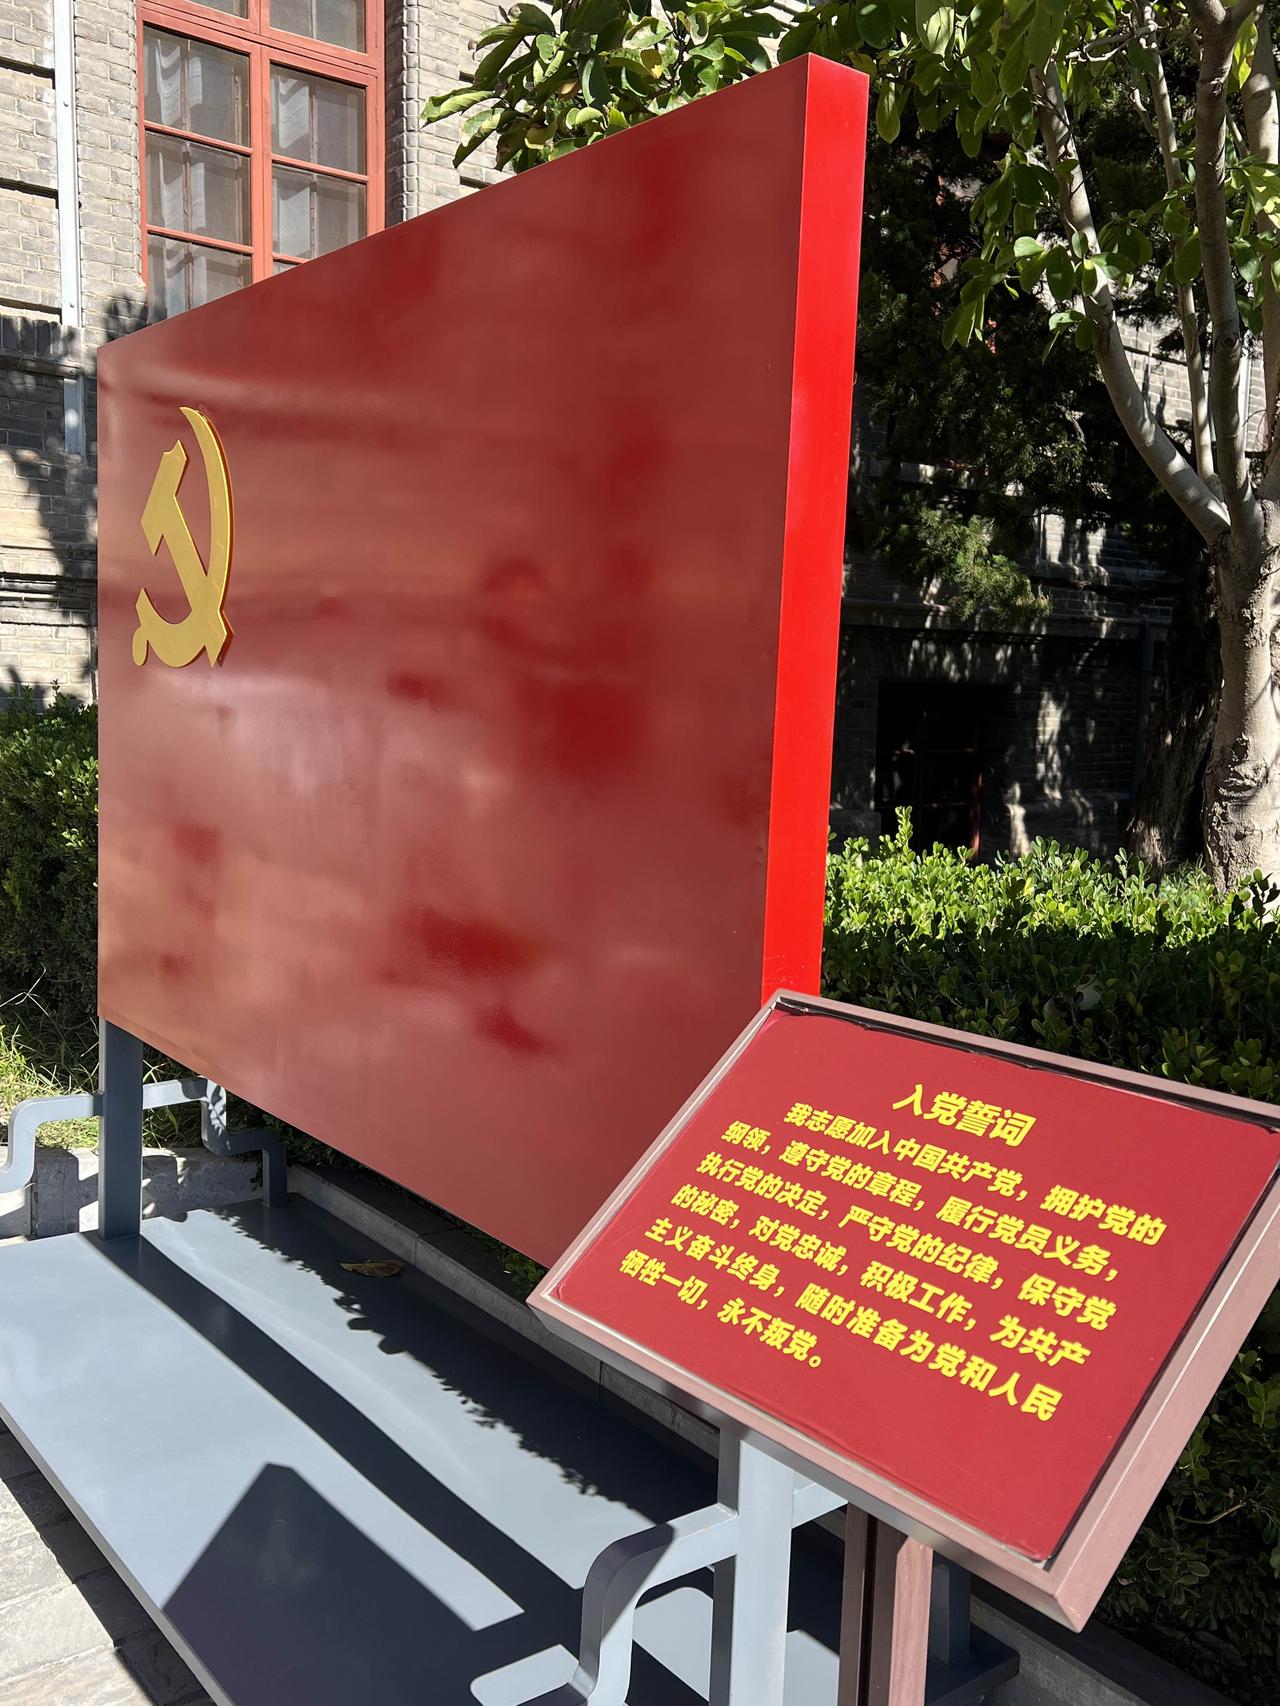 入党誓词
我志愿加入中国共产党，拥护党的
纲领，遵守党的章程，履行党员义务，
执行党的决定，严守党的纪律，保守党
的秘密，对党忠诚，积极工作，为共产
主义奋斗终身，随时准备为党和人民
牺牲一切，永不叛党。